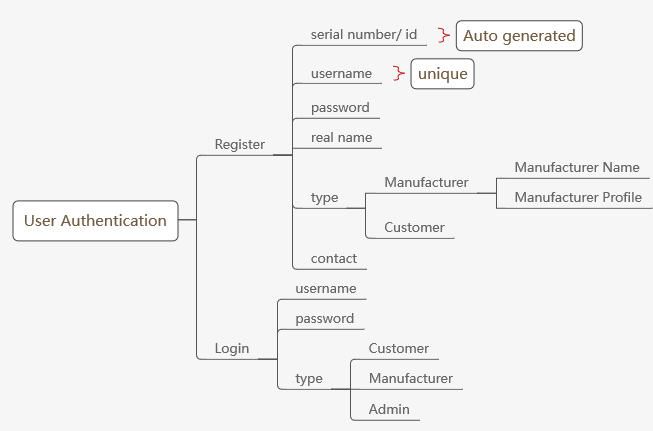 User Authentication
Register
serial number/ id
Auto generated
username
unique
password
real name
type
Manufacturer
Manufacturer Name
Manufacturer Profile
Customer
contact
Login
username
password
type
Customer
Manufacturer
Admin